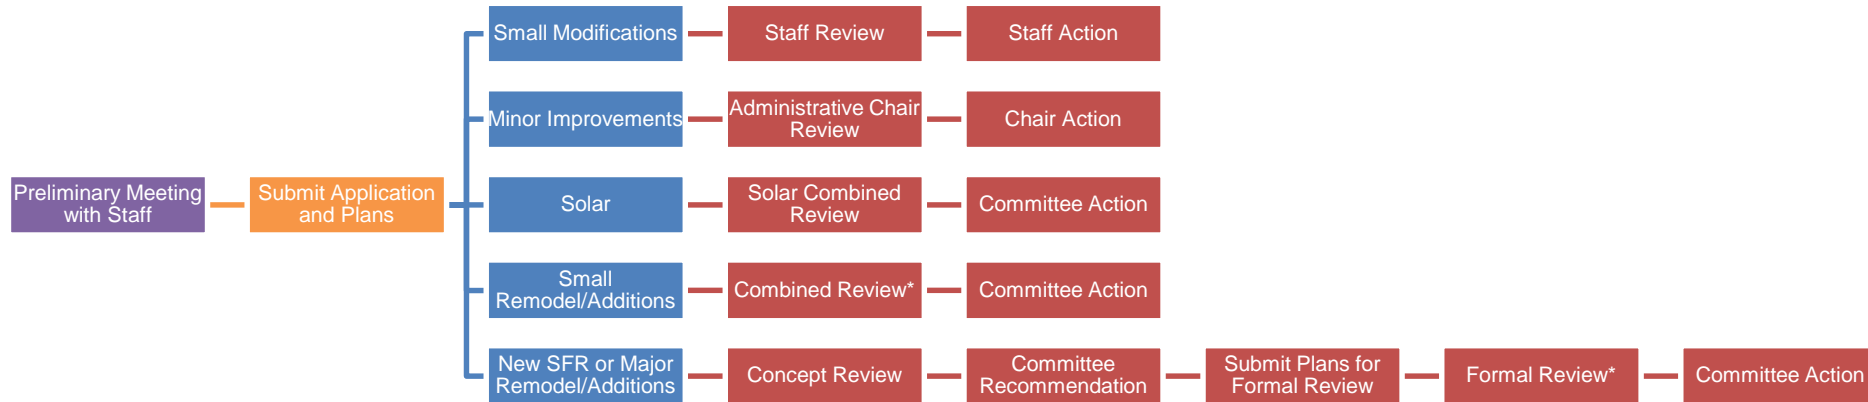 Small Modifications
Staff Review
Staff Action
Minor Improvements
Administrative Chair
Review
Chair Action
Preliminary Meeting
with Staff
Submit Application
and Plans
Solar
Solar Combined
Review
Committee Action
Small
Remodel/Additions
Combined Review*
Committee Action
New SFR or Major
Remodel/Additions
Concept Review
Committee
Recommendation
Submit Plans for
Formal Review
Formal Review*
Committee Action